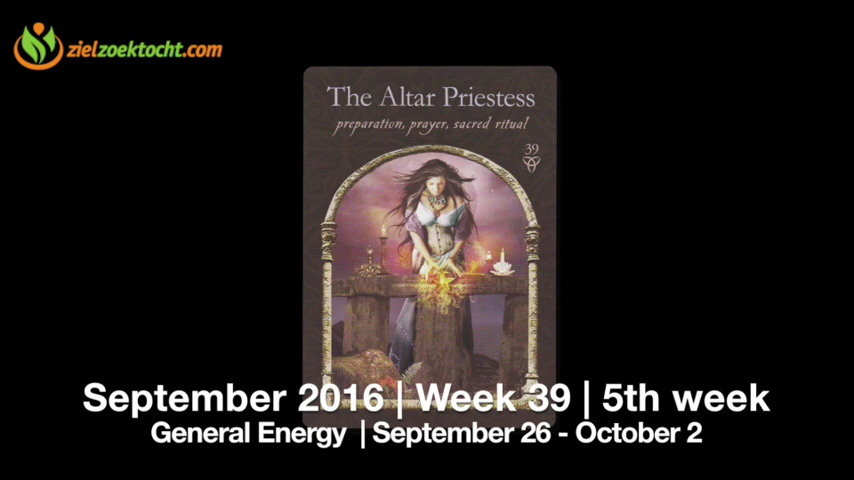 zielzoektocht.com
The Altar Priestess
preparation, prayer, sacred ritual
39
September 2016 | Week 39 | 5th week
General Energy | September 26 - October 2